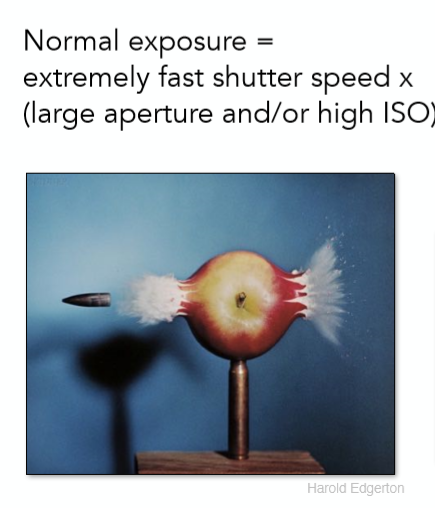 Normal exposure =
extremely fast shutter speed x
(large aperture and/or high ISO)
Harold Edgerton